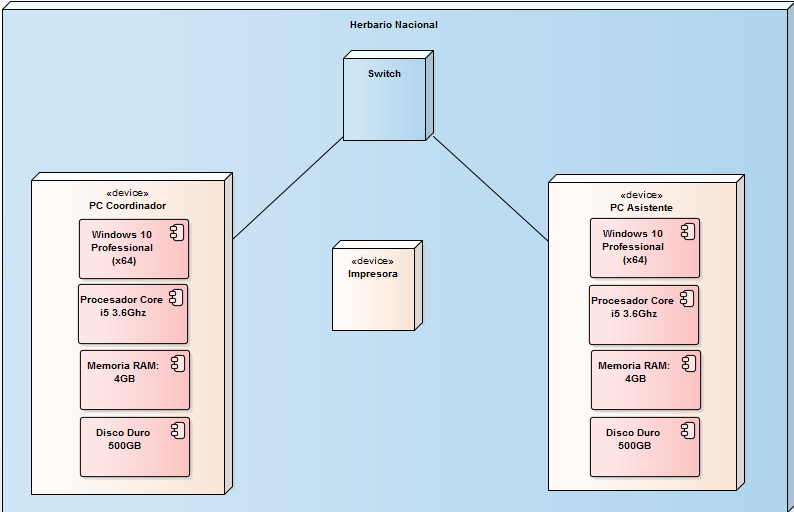 Herbario Nacional
Switch
«device»
PC Coordinador
Windows 10
Professional
(x64)
Procesador Core
i5 3.6Ghz
Memoria RAM:
4GB
Disco Duro
500GB
«device»
Impresora
«device»
PC Asistente
Windows 10
Professional
(x64)
Procesador Core
i5 3.6Ghz
Memoria RAM:
4GB
Disco Duro
500GB